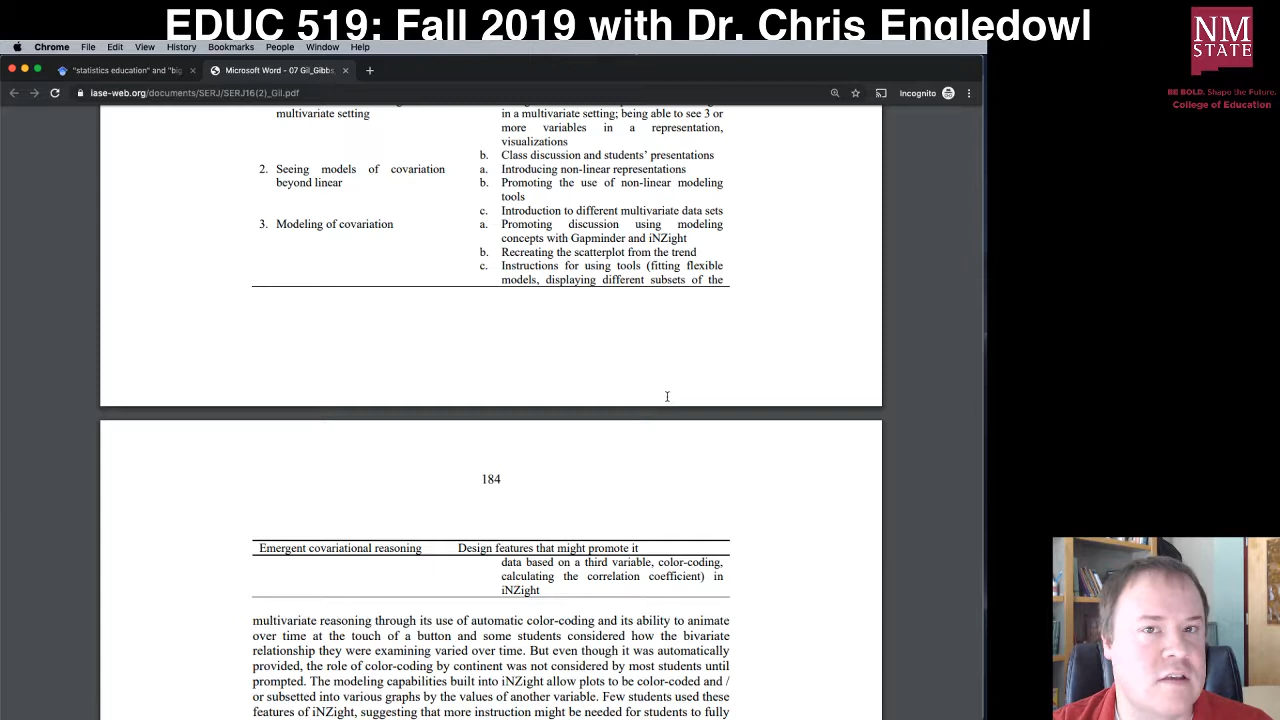 EDUC 519: Fall 2019 with Dr. Chris Engledowl
NM
STATE
BE BOLD. Shape the Future.
College of Education
Chrome File Edit View History Bookmarks People Window Help
"statistics education" and "big
Microsoft Word - 07 Gil_Gibbs
iase-web.org/documents/SERJ/SERJ16(2)_Gil.pdf
Incognito
multivariate setting
in a multivariate setting; being able to see 3 or
more variables in a representation,
visualizations
b. Class discussion and students' presentations
2. Seeing models of covariation
beyond linear
a. Introducing non-linear representations
b. Promoting the use of non-linear modeling
tools
c. Introduction to different multivariate data sets
3. Modeling of covariation
a. Promoting discussion using modeling
concepts with Gapminder and iNZight
b. Recreating the scatterplot from the trend
c. Instructions for using tools (fitting flexible
models, displaying different subsets of the
184
Emergent covariational reasoning Design features that might promote it
data based on a third variable, color-coding,
calculating the correlation coefficient) in
iNZight
multivariate reasoning through its use of automatic color-coding and its ability to animate
over time at the touch of a button and some students considered how the bivariate
relationship they were examining varied over time. But even though it was automatically
provided, the role of color-coding by continent was not considered by most students until
prompted. The modeling capabilities built into iNZight allow plots to be color-coded and /
or subsetted into various graphs by the values of another variable. Few students used these
features of iNZight, suggesting that more instruction might be needed for students to fully